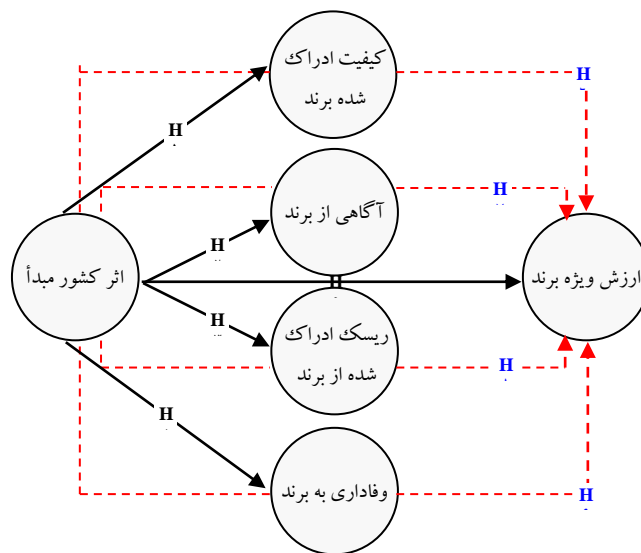 کیفیت ادراک
شده برند
H
H
آگاهی از برند
H
H
اثر کشور مبدأ
H
ارزش ویژه برند
H
ریسک ادراک
شده از برند
H
H
وفاداری به برند
H
H